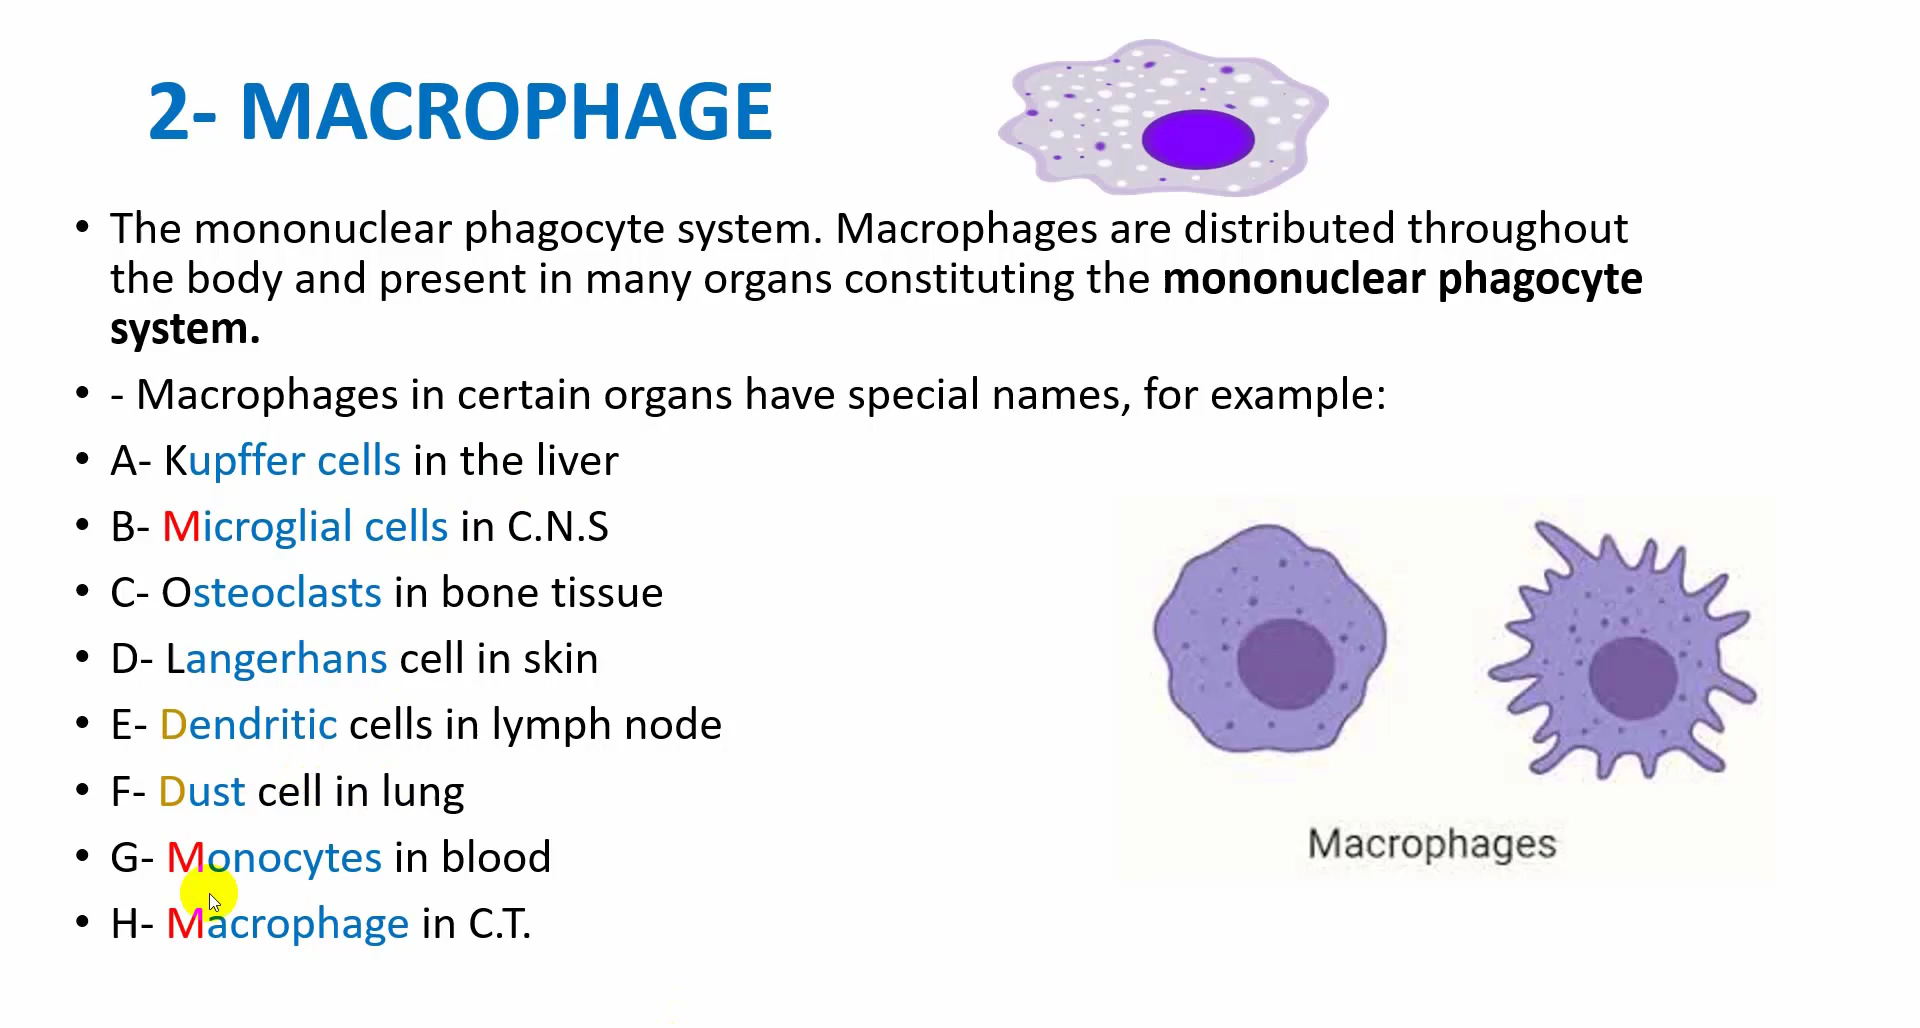 2- MACROPHAGE
• The mononuclear phagocyte system. Macrophages are distributed throughout
the body and present in many organs constituting the mononuclear phagocyte
system.
• - Macrophages in certain organs have special names, for example:
• A- Kupffer cells in the liver
• B- Microglial cells in C.N.S
• C- Osteoclasts in bone tissue
• D- Langerhans cell in skin
• E- Dendritic cells in lymph node
• F- Dust cell in lung
• G- Monocytes in blood
• H- Macrophage in C.T.
Macrophages